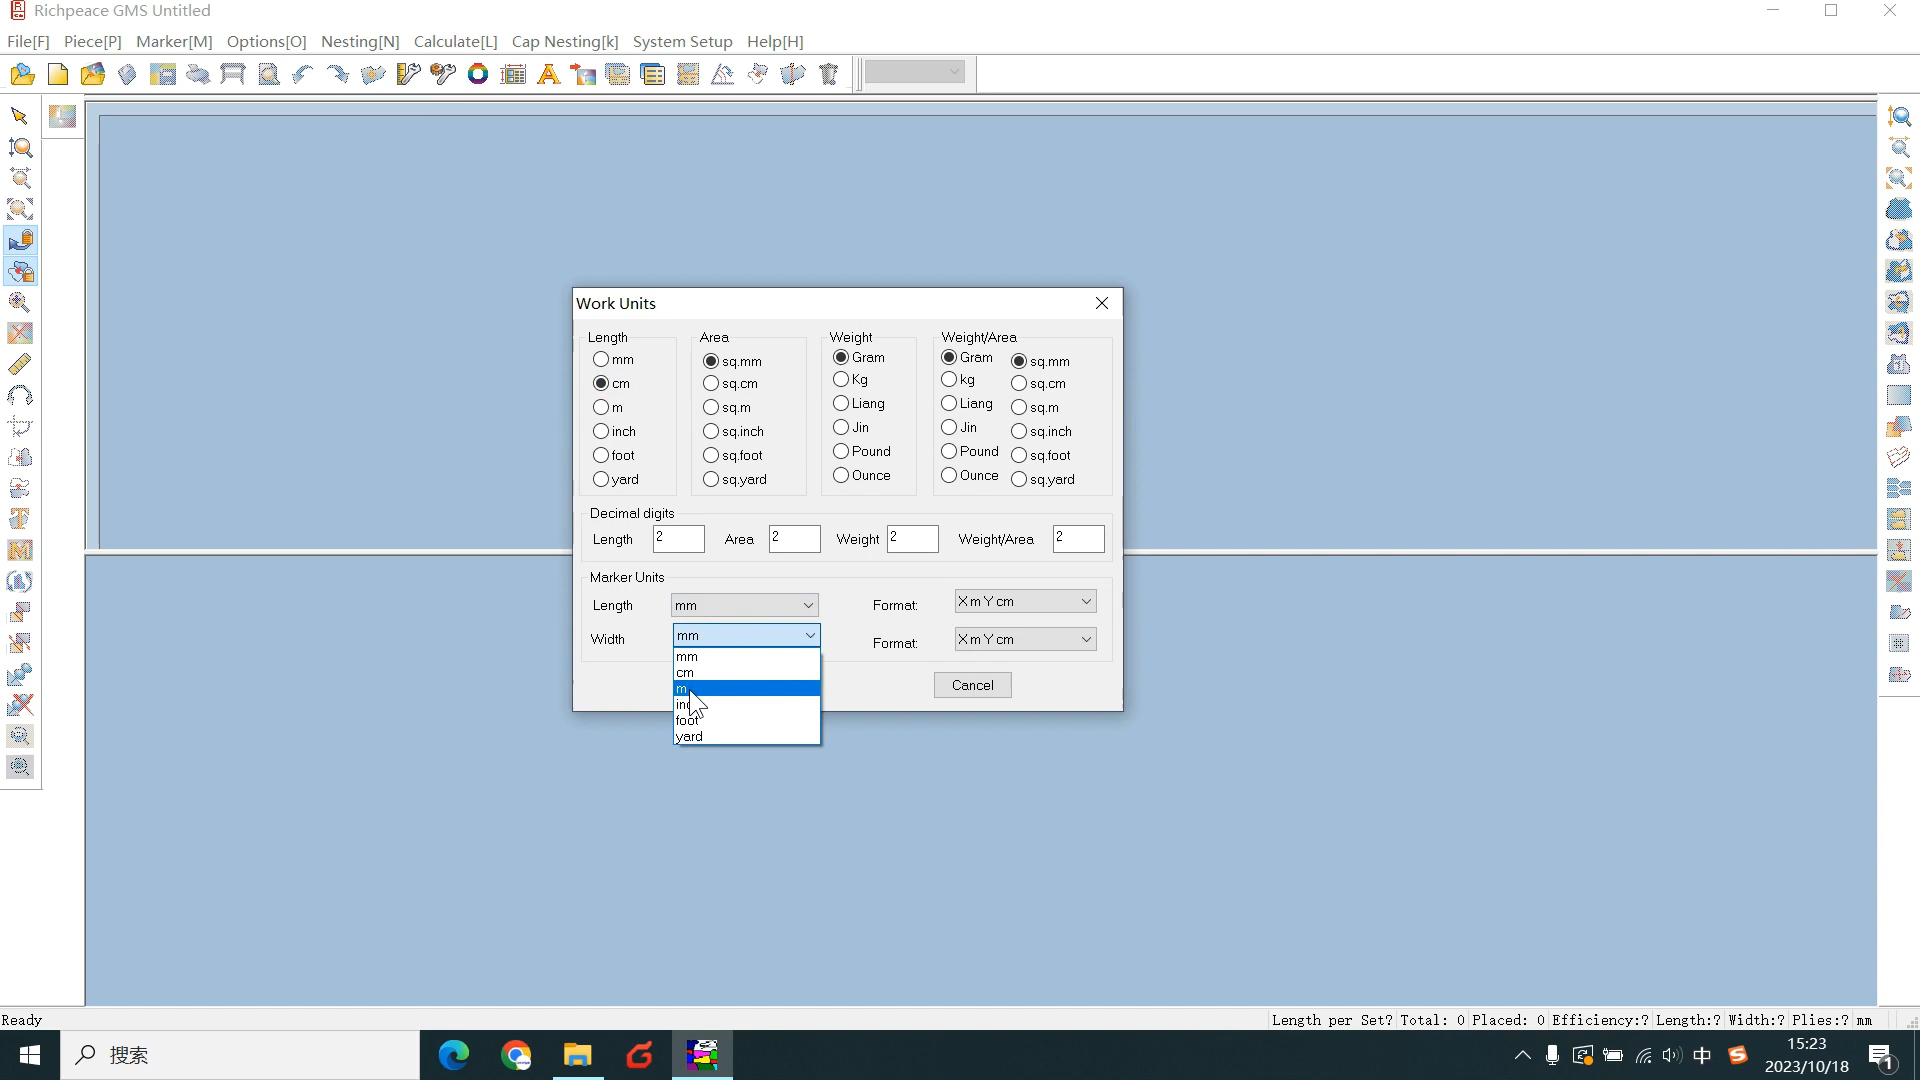 Richpeace GMS Untitled
File[F] Piece[P] Marker[M] Options[O] Nesting[N] Calculate[L] Cap Nesting[k] System Setup Help[H]
Work Units
Length Area Weight Weight/Area
mm sq.mm Gram Gram sq.mm
cm sq.cm Kg kg sq.cm
m sq.m Liang Liang sq.m
inch sq.inch Jin Jin sq.inch
foot sq.foot Pound Pound sq.foot
yard sq.yard Ounce Ounce sq.yard
Decimal digits
Length 2 Area 2 Weight 2 Weight/Area 2
Marker Units
Length mm Format: X m Y cm
Width mm Format: X m Y cm
mm
cm
m
foot
yard
Cancel
Ready
Length per Set? Total: 0 Placed: 0 Efficiency:? Length:? Width:? Plies:? mm
搜索
中
15:23
2023/10/18
1